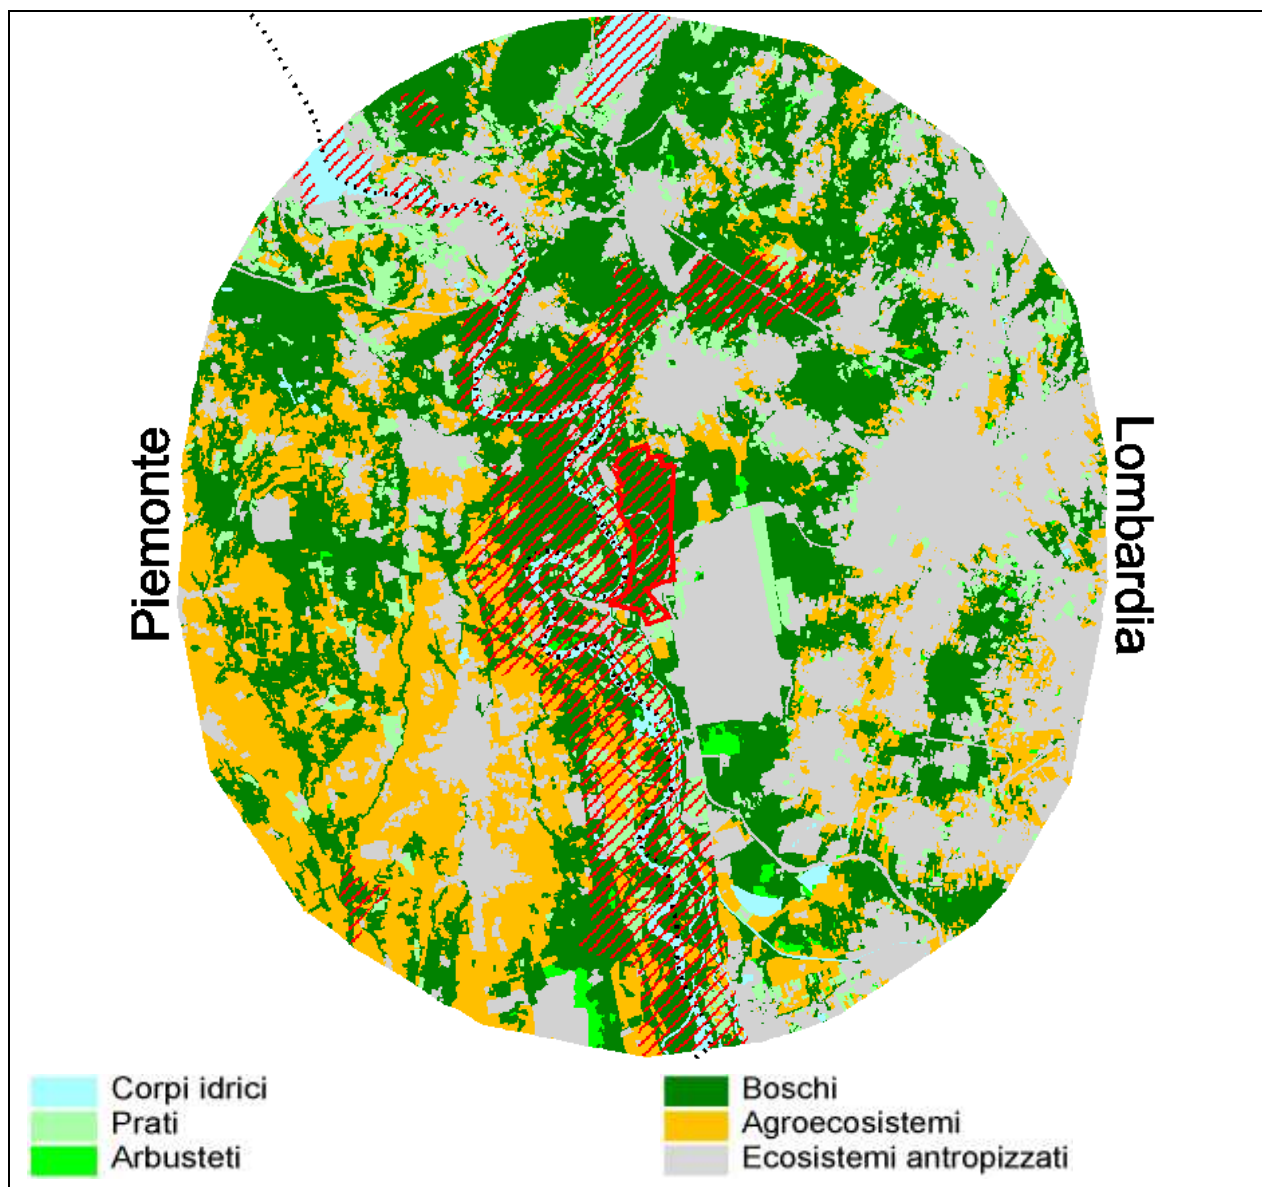 Piemonte
Lombardia
Corpi idrici
Prati
Arbusteti
Boschi
Agroecosistemi
Ecosistemi antropizzati